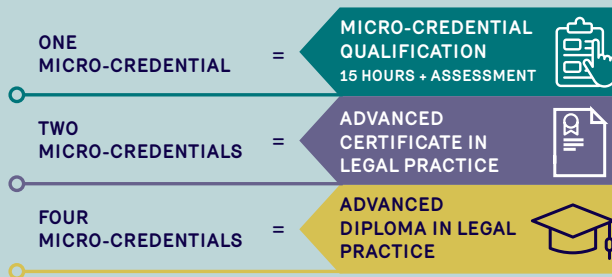 ONE
MICRO-CREDENTIAL
=
MICRO-CREDENTIAL
QUALIFICATION
15 HOURS + ASSESSMENT
TWO
MICRO-CREDENTIALS
=
ADVANCED
CERTIFICATE IN
LEGAL PRACTICE
FOUR
MICRO-CREDENTIALS
=
ADVANCED
DIPLOMA IN LEGAL
PRACTICE